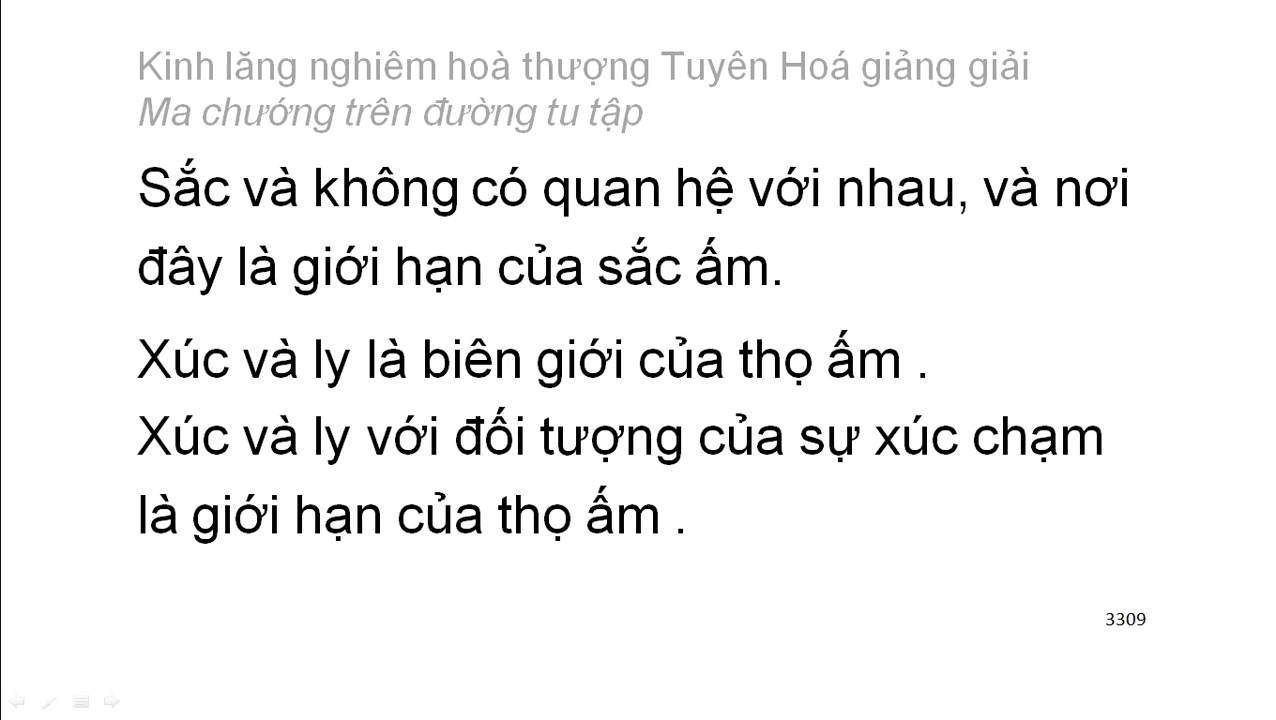 Kinh lăng nghiêm hoà thượng Tuyên Hoá giảng giải
Ma chướng trên đường tu tập
Sắc và không có quan hệ với nhau, và nơi
đây là giới hạn của sắc ấm.
Xúc và ly là biên giới của thọ ấm .
Xúc và ly với đối tượng của sự xúc chạm
là giới hạn của thọ ấm .
3309